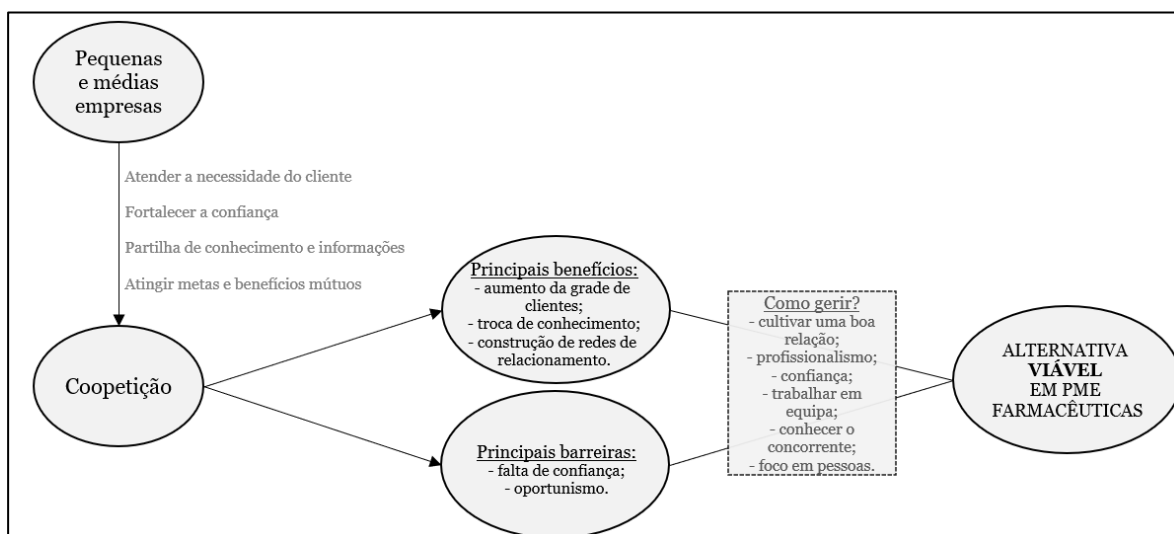 Pequenas
e médias
empresas
Atender a necessidade do cliente
Fortalecer a confiança
Partilha de conhecimento e informações
Atingir metas e benefícios mútuos
Coopetição
Principais benefícios:
- aumento da grade de
clientes;
- troca de conhecimento;
- construção de redes de
relacionamento.
Principais barreiras:
- falta de confiança;
- oportunismo.
Como gerir?
- cultivar uma boa
relação;
- profissionalismo;
- confiança;
- trabalhar em
equipa;
- conhecer o
concorrente;
- foco em pessoas.
ALTERNATIVA
VIÁVEL
EM PME
FARMACÊUTICAS